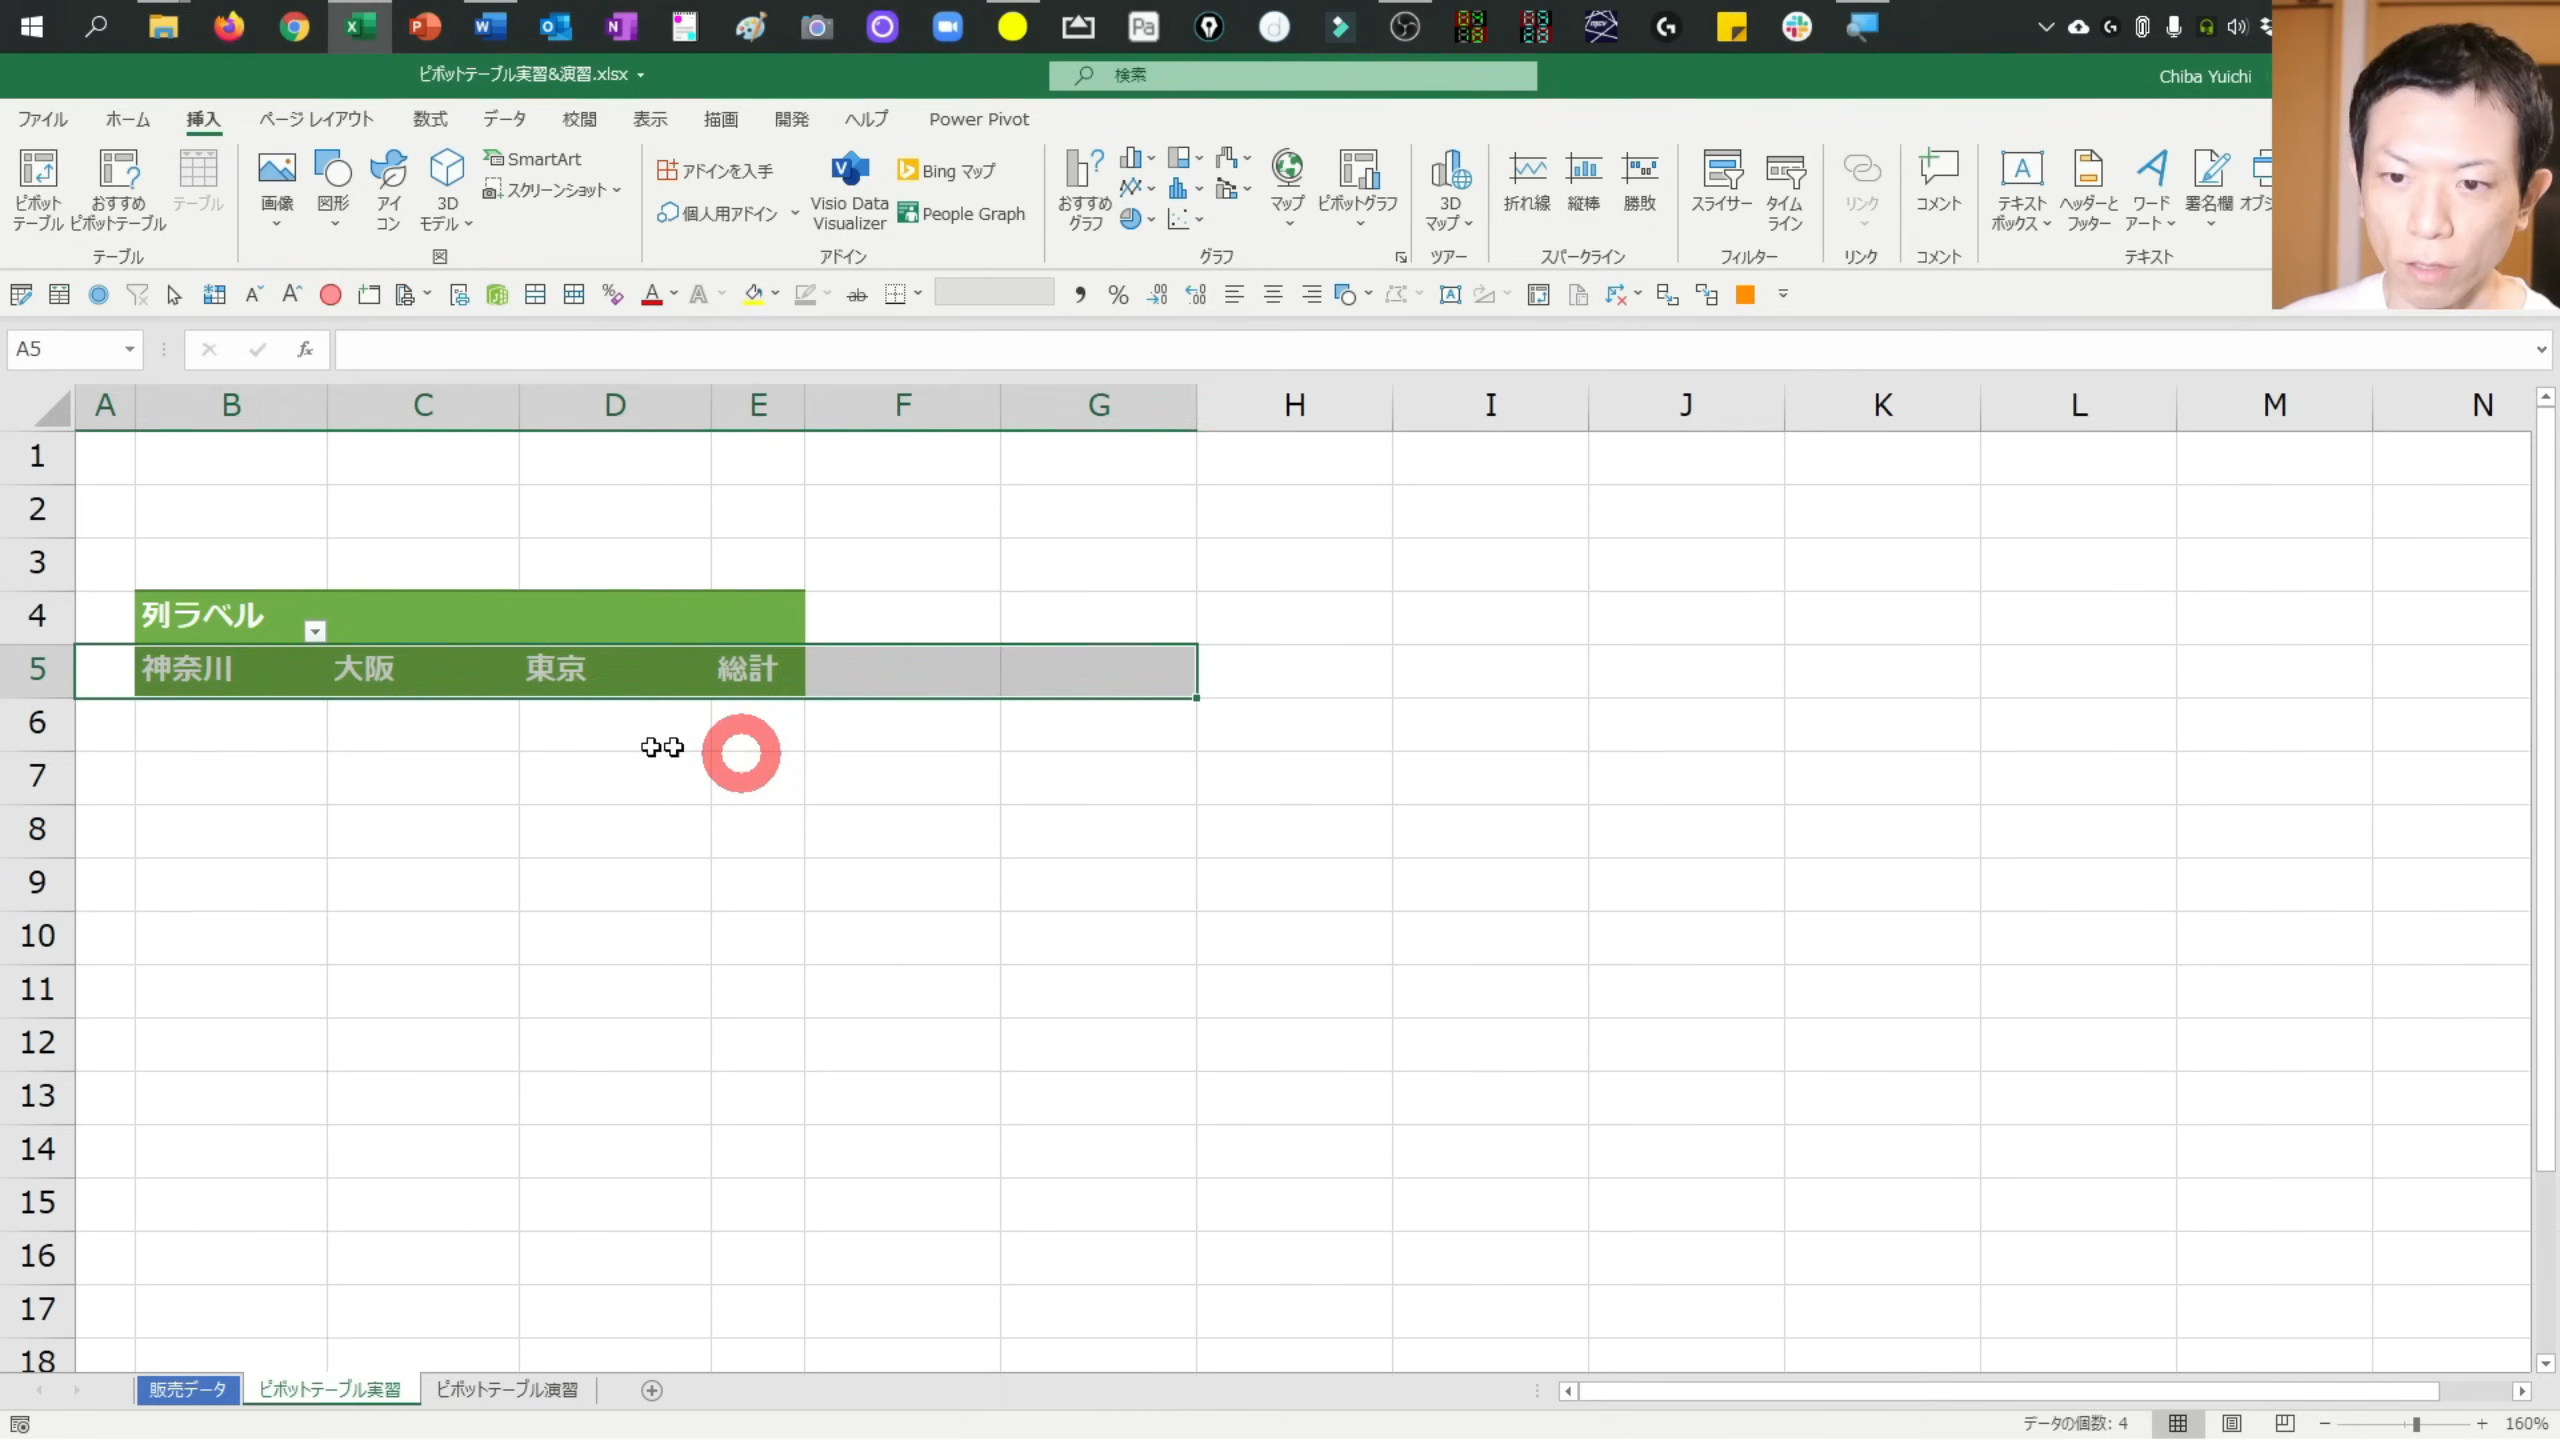 ピボットテーブル実習&演習.xlsx
検索
Chiba Yuichi
ファイル ホーム 挿入 ページ レイアウト 数式 データ 校閲 表示 描画 開発 ヘルプ Power Pivot
ピボット
テーブル
おすすめ
ピボットテーブル
テーブル
テーブル
画像
図形
アイ
コン
3D
モデル
SmartArt
スクリーンショット
図
アドインを入手
個人用アドイン
Visio Data
Visualizer
Bing マップ
People Graph
アドイン
おすすめ
グラフ
マップ
ピボットグラフ
グラフ
3D
マップ
ツアー
折れ線
縦棒
勝敗
スパークライン
スライサー
タイム
ライン
フィルター
リンク
リンク
コメント
コメント
テキスト
ボックス
ヘッダーと
フッター
ワード
アート
署名欄
オブ
テキスト
A5
fx
A B C D E F G H I J K L M N
1
2
3
4 列ラベル
5 神奈川 大阪 東京 総計
6
7
8
9
10
11
12
13
14
15
16
17
18
販売データ ピボットテーブル実習 ピボットテーブル演習
データの個数: 4
160%